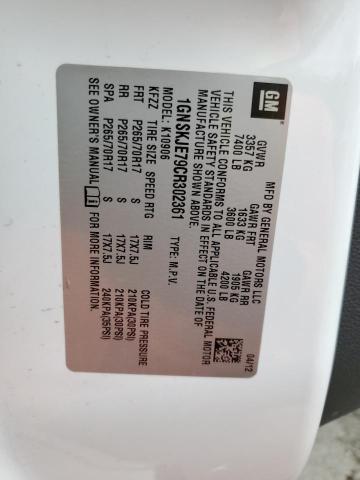 GM
MFD BY GENERAL MOTORS LLC
GVWR GAWR FRT GAWR RR
3357 KG 1633 KG 1905 KG
7400 LB 3600 LB 4200 LB
THIS VEHICLE CONFORMS TO ALL APPLICABLE U.S. FEDERAL MOTOR
VEHICLE SAFETY STANDARDS IN EFFECT ON THE DATE OF
MANUFACTURE SHOWN ABOVE.
04/12
1GNSKJE79CR302361 TYPE: M.P.V.
MODEL: K10906
KFZZ TIRE SIZE SPEED RTG RIM COLD TIRE PRESSURE
FRT P265/70R17 S 17X7.5J 210KPA(30PSI)
RR P265/70R17 S 17X7.5J 210KPA(30PSI)
SPA P265/70R17 S 17X7.5J 240KPA(35PSI)
SEE OWNER'S MANUAL FOR MORE INFORMATION.